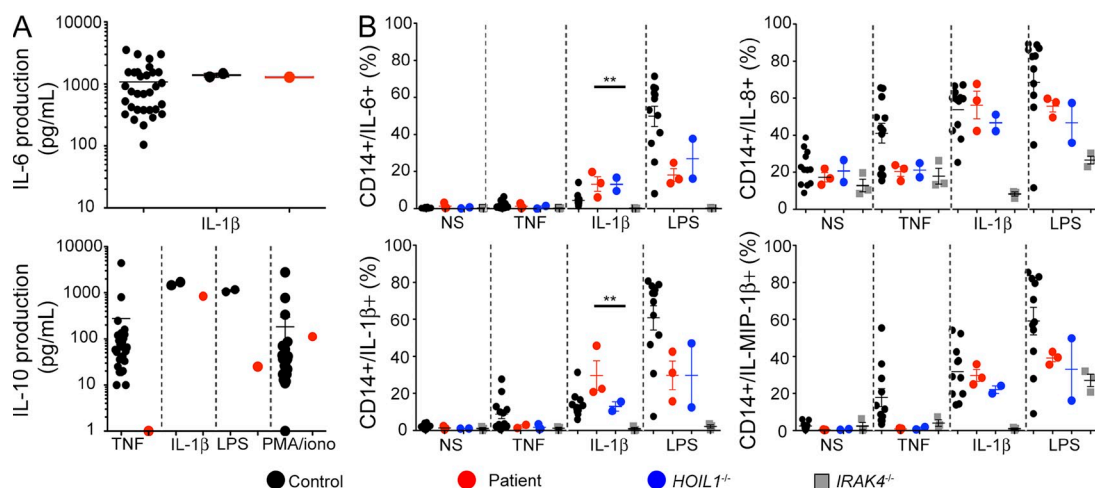 A
IL-6 production
(pg/mL)
10000
1000
100
10
IL-1β
IL-10 production
(pg/mL)
10000
1000
100
10
1
TNF IL-1β LPS PMA/iono
B
CD14+/IL-6+ (%)
100
80
60
40
20
0
**
NS TNF IL-1β LPS
CD14+/IL-8+ (%)
100
80
60
40
20
0
NS TNF IL-1β LPS
CD14+/IL-1β+ (%)
100
80
60
40
20
0
**
NS TNF IL-1β LPS
CD14+/IL-MIP-1β+ (%)
100
80
60
40
20
0
NS TNF IL-1β LPS
Control Patient HOIL1-/- IRAK4-/-